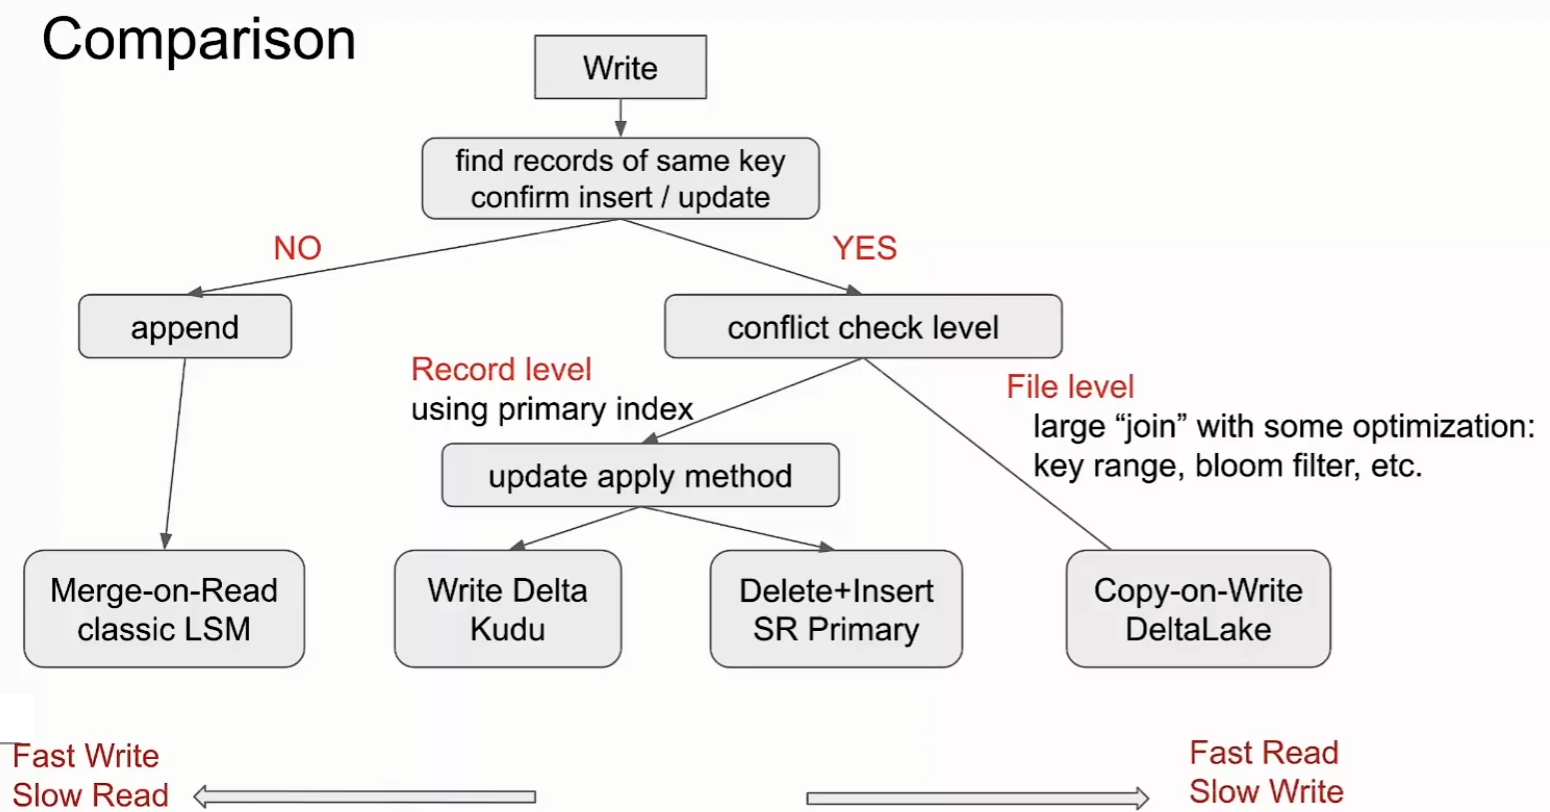 Comparison
Write
find records of same key
confirm insert / update
NO
YES
append
conflict check level
Record level
using primary index
File level
large “join” with some optimization:
key range, bloom filter, etc.
update apply method
Merge-on-Read
classic LSM
Write Delta
Kudu
Delete+Insert
SR Primary
Copy-on-Write
DeltaLake
Fast Write
Slow Read
Fast Read
Slow Write